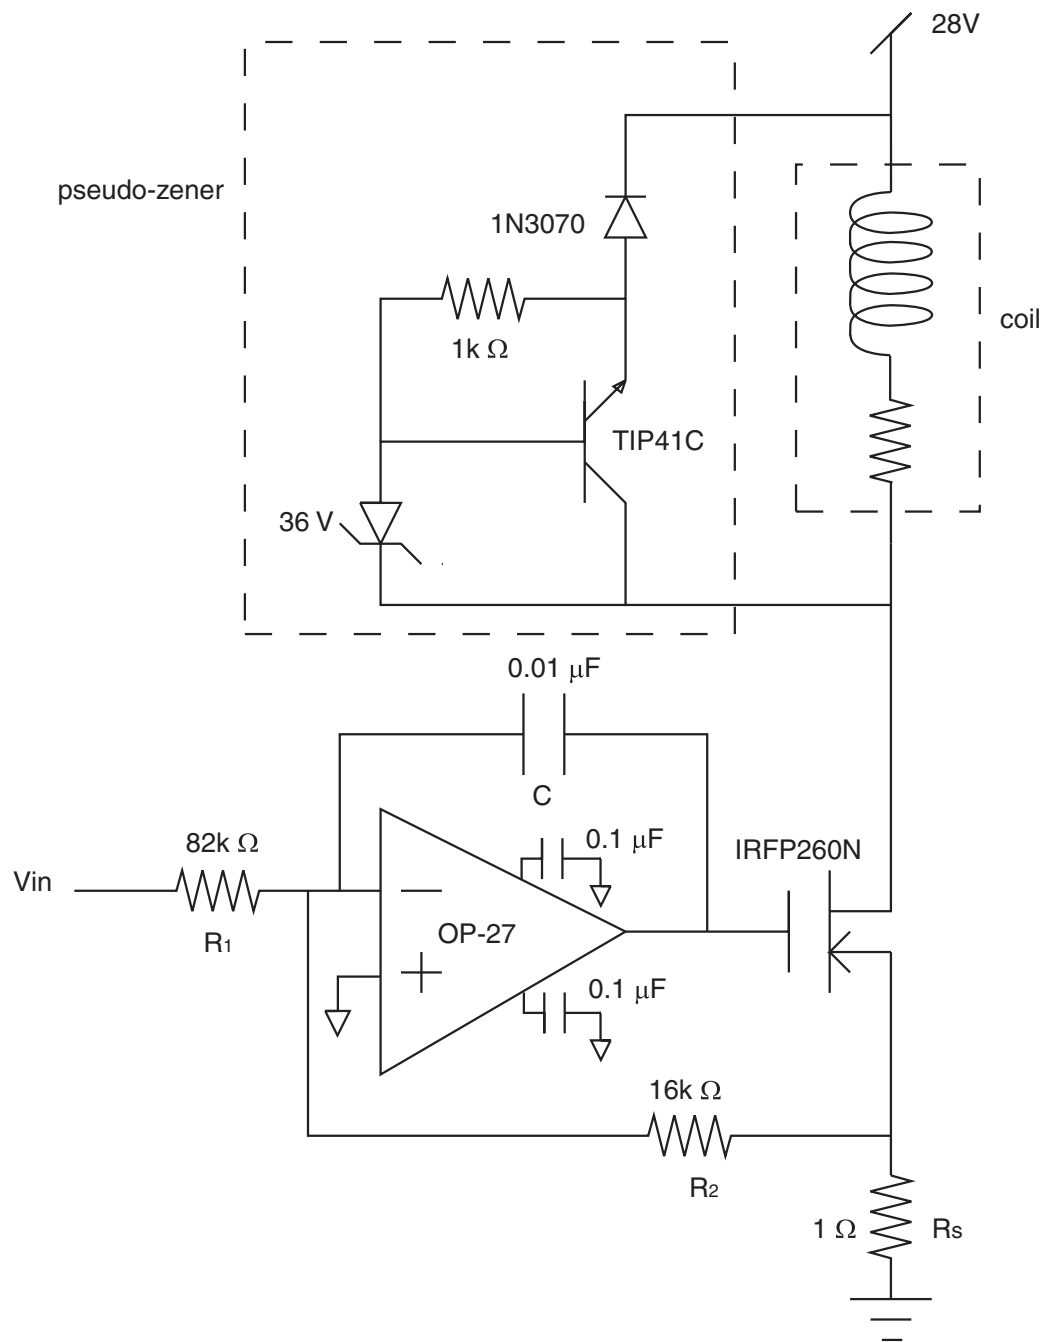 28V
pseudo-zener
1N3070
1k Ω
coil
TIP41C
36 V
0.01 μF
C
82k Ω
0.1 μF
IRFP260N
Vin
R1
OP-27
0.1 μF
16k Ω
R2
1 Ω
Rs